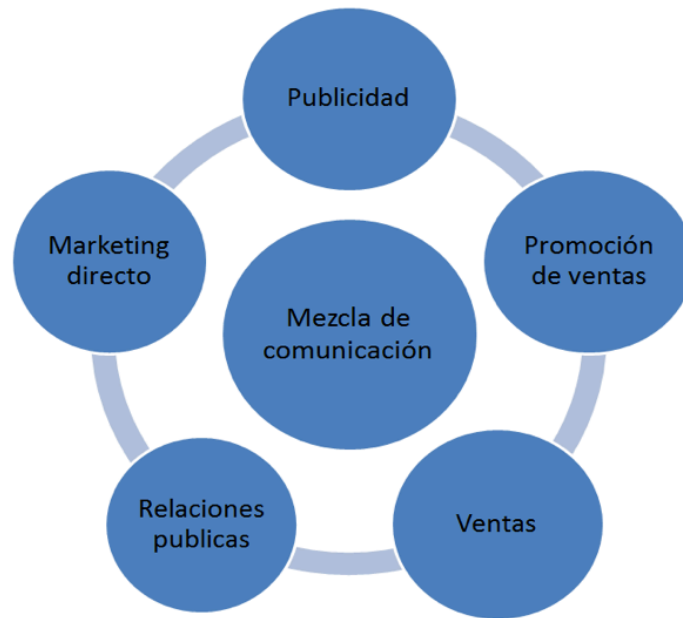 Publicidad
Promoción
de ventas
Ventas
Relaciones
publicas
Marketing
directo
Mezcla de
comunicación